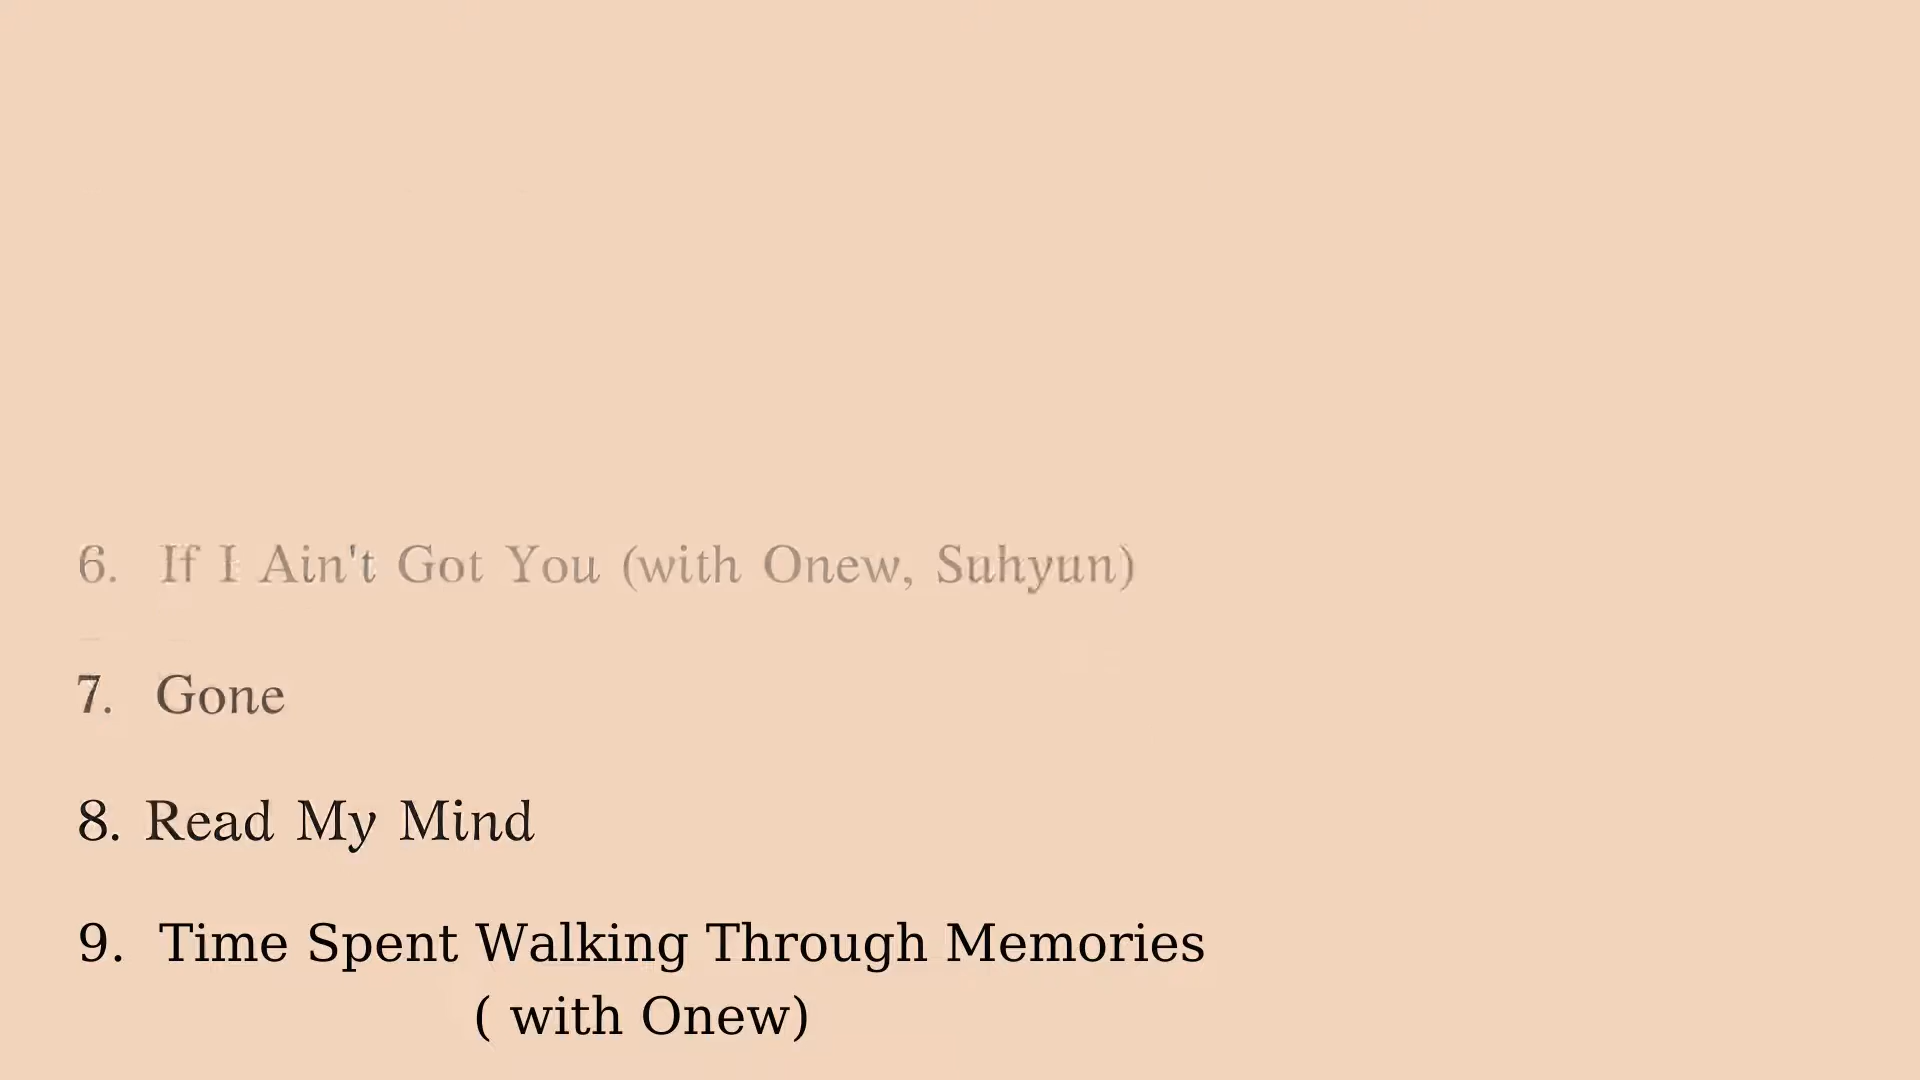 6. If I Ain't Got You (with Onew, Suhyun)
7. Gone
8. Read My Mind
9. Time Spent Walking Through Memories
( with Onew)